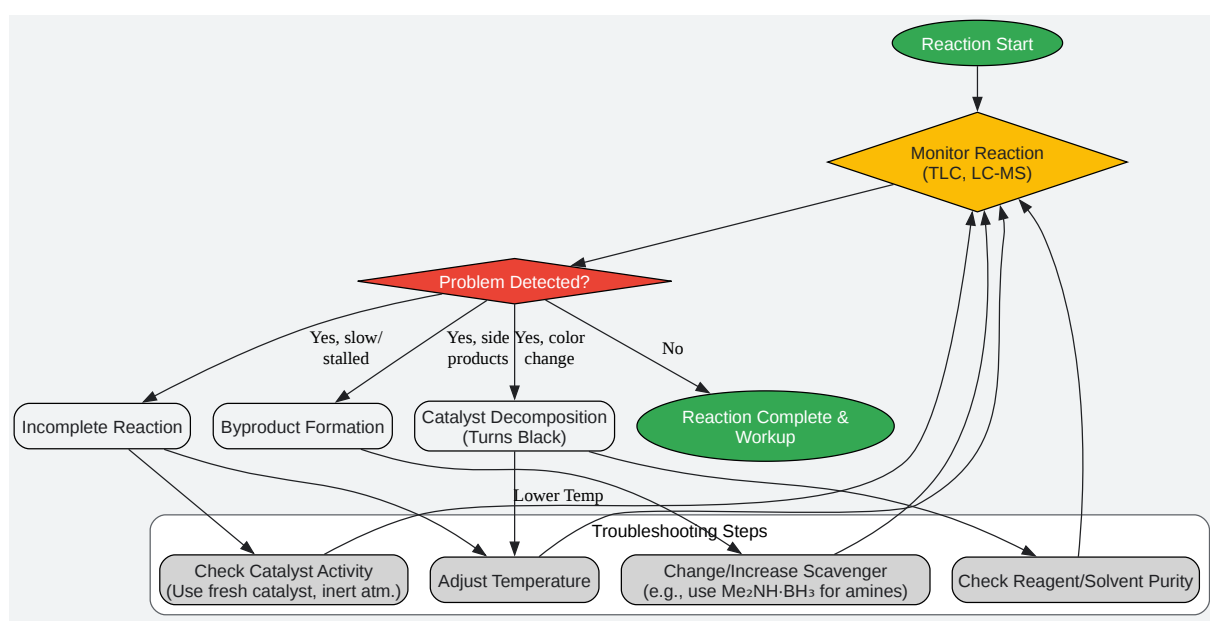 Reaction Start
Monitor Reaction
(TLC, LC-MS)
Problem Detected?
Yes, slow/
stalled
Yes, side
products
Yes, color
change
No
Incomplete Reaction
Byproduct Formation
Catalyst Decomposition
(Turns Black)
Reaction Complete &
Workup
Lower Temp
Troubleshooting Steps
Check Catalyst Activity
(Use fresh catalyst, inert atm.)
Adjust Temperature
Change/Increase Scavenger
(e.g., use Me₂NH·BH₃ for amines)
Check Reagent/Solvent Purity